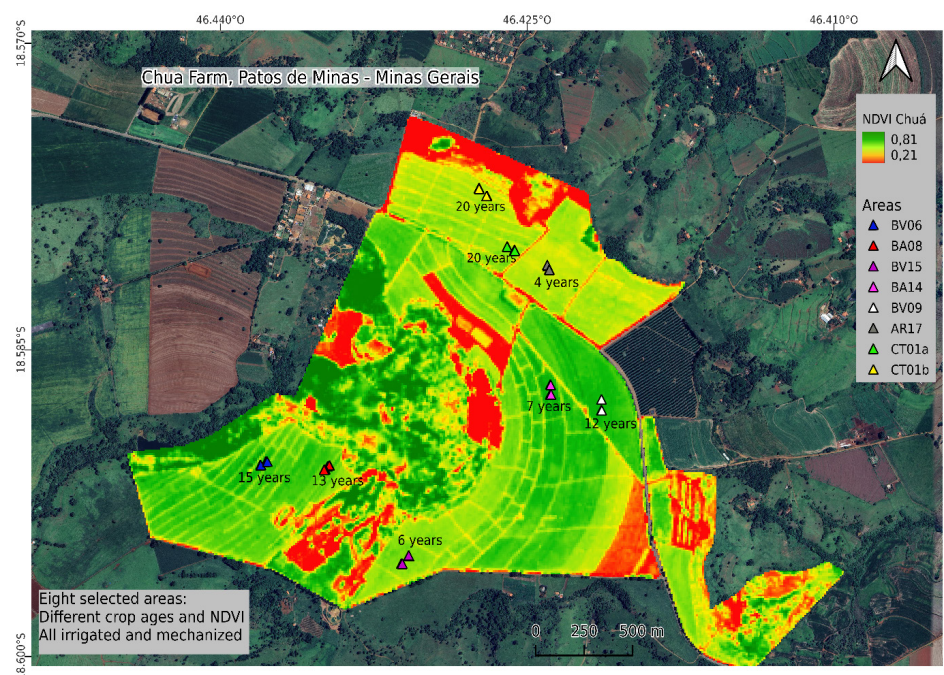 46.440°O
46.425°O
46.410°O
18.570°S
Chua Farm, Patos de Minas - Minas Gerais
NDVI Chuá
0,81
0,21
20 years
Areas
BV06
BA08
20 years
BV15
4 years
BA14
BV09
AR17
18.585°S
CT01a
CT01b
7 years
12 years
15 years
13 years
6 years
Eight selected areas:
Different crop ages and NDVI
All irrigated and mechanized
0 250 500 m
8.600°S